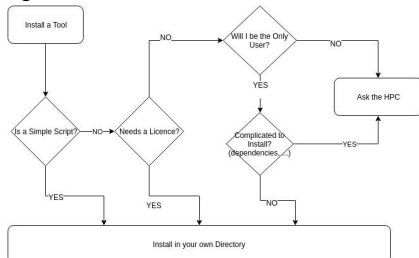 Install a Tool
NO
Will I be the Only
User?
NO
YES
Ask the HPC
Is a Simple Script?
NO
Needs a Licence?
Complicated to
Install?
(dependencies, ...)
YES
YES
YES
NO
Install in your own Directory